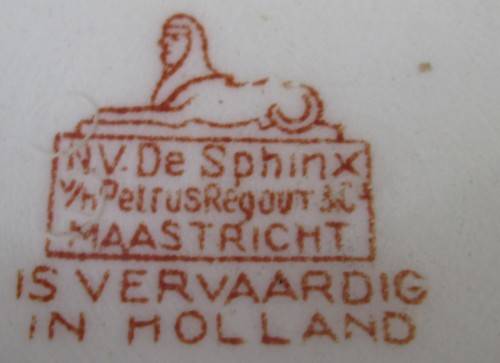 N.V. De Sphinx
V/H Petrus Regout & Cº
MAASTRICHT
IS VERVAARDIG
IN HOLLAND